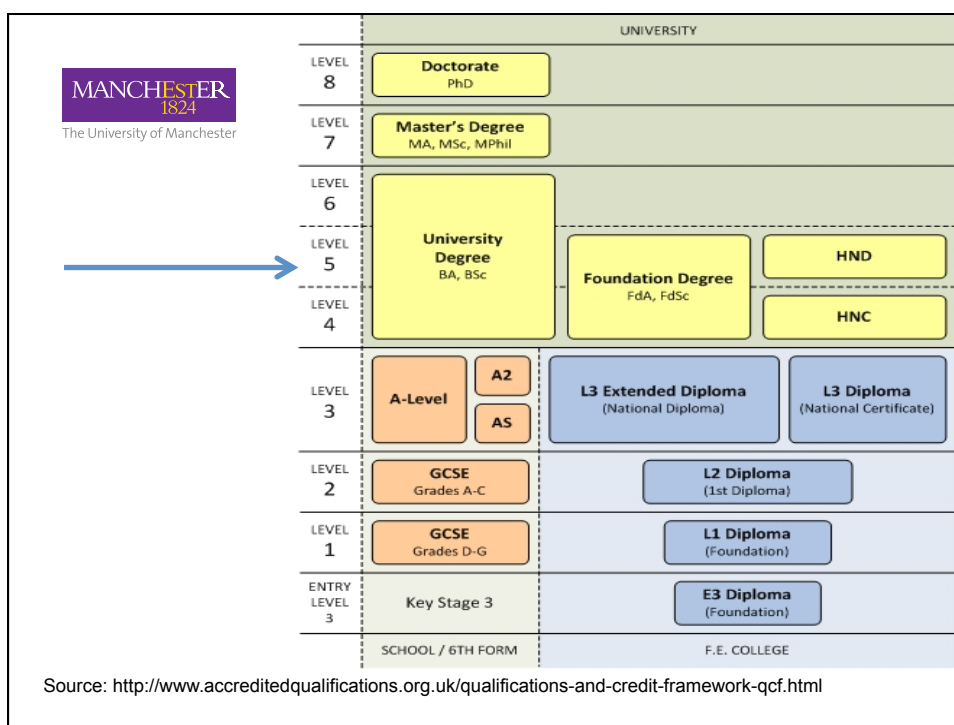 UNIVERSITY
MANCHESTER
1824
The University of Manchester
LEVEL
8
Doctorate
PhD
LEVEL
7
Master's Degree
MA, MSc, MPhil
LEVEL
6
LEVEL
5
University
Degree
BA, BSc
Foundation Degree
FdA, FdSc
HND
LEVEL
4
HNC
LEVEL
3
A-Level
A2
AS
L3 Extended Diploma
(National Diploma)
L3 Diploma
(National Certificate)
LEVEL
2
GCSE
Grades A-C
L2 Diploma
(1st Diploma)
LEVEL
1
GCSE
Grades D-G
L1 Diploma
(Foundation)
ENTRY
LEVEL
3
Key Stage 3
E3 Diploma
(Foundation)
SCHOOL / 6TH FORM
F.E. COLLEGE
Source: http://www.accreditedqualifications.org.uk/qualifications-and-credit-framework-qcf.html